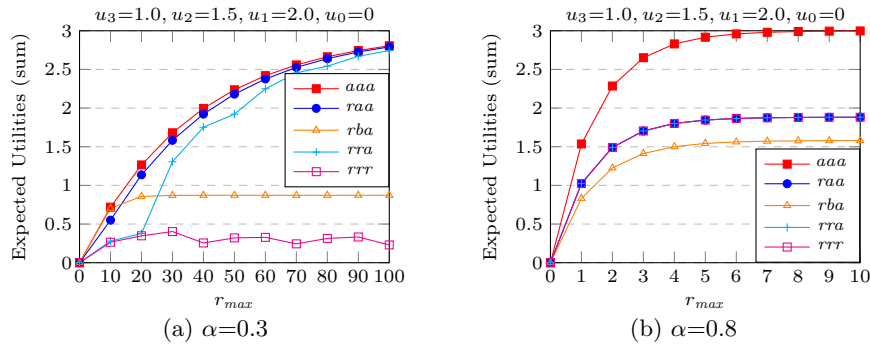 u3=1.0, u2=1.5, u1=2.0, u0=0
Expected Utilities (sum)
3
2.5
2
1.5
1
0.5
0
aaa
raa
rba
rra
rrr
0 10 20 30 40 50 60 70 80 90 100
rmax
(a) α=0.3
u3=1.0, u2=1.5, u1=2.0, u0=0
Expected Utilities (sum)
3
2.5
2
1.5
1
0.5
0
aaa
raa
rba
rra
rrr
0 1 2 3 4 5 6 7 8 9 10
rmax
(b) α=0.8